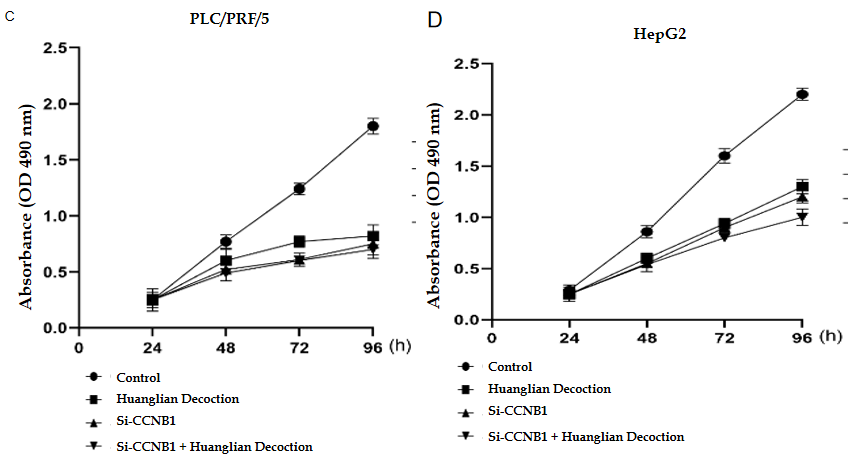 C
PLC/PRF/5
Absorbance (OD 490 nm)
2.5
2.0
1.5
1.0
0.5
0.0
0 24 48 72 96 (h)
Control
Huanglian Decoction
Si-CCNB1
Si-CCNB1 + Huanglian Decoction
D
HepG2
Absorbance (OD 490 nm)
2.5
2.0
1.5
1.0
0.5
0.0
0 24 48 72 96 (h)
Control
Huanglian Decoction
Si-CCNB1
Si-CCNB1 + Huanglian Decoction